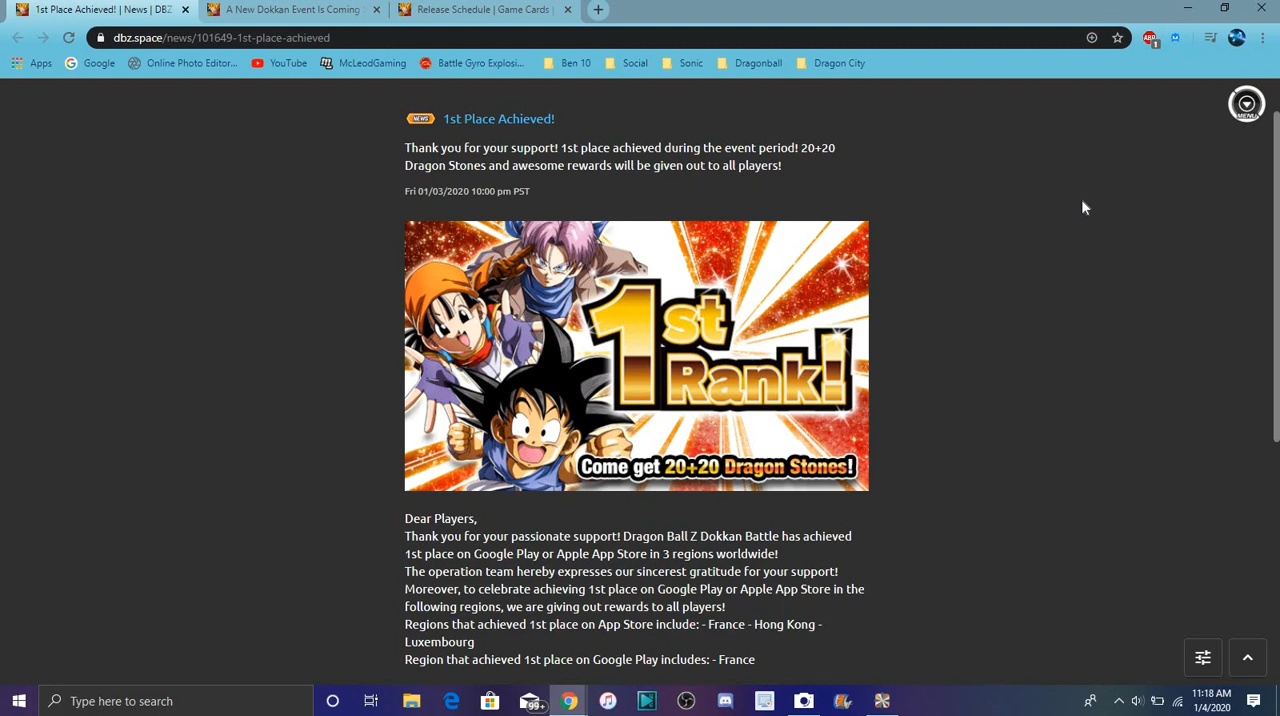 1st Place Achieved! | News | DBZ
A New Dokkan Event Is Coming
Release Schedule | Game Cards |
dbz.space/news/101649-1st-place-achieved
ABP
1
Apps
Google
Online Photo Editor...
YouTube
McLeodGaming
Battle Gyro Explosi...
Ben 10
Social
Sonic
Dragonball
Dragon City
MENU
NEWS
1st Place Achieved!
Thank you for your support! 1st place achieved during the event period! 20+20
Dragon Stones and awesome rewards will be given out to all players!
Fri 01/03/2020 10:00 pm PST
1st
Rank!
Come get 20+20 Dragon Stones!
Dear Players,
Thank you for your passionate support! Dragon Ball Z Dokkan Battle has achieved
1st place on Google Play or Apple App Store in 3 regions worldwide!
The operation team hereby expresses our sincerest gratitude for your support!
Moreover, to celebrate achieving 1st place on Google Play or Apple App Store in the
following regions, we are giving out rewards to all players!
Regions that achieved 1st place on App Store include: - France - Hong Kong -
Luxembourg
Region that achieved 1st place on Google Play includes: - France
Type here to search
99+
11:18 AM
1/4/2020